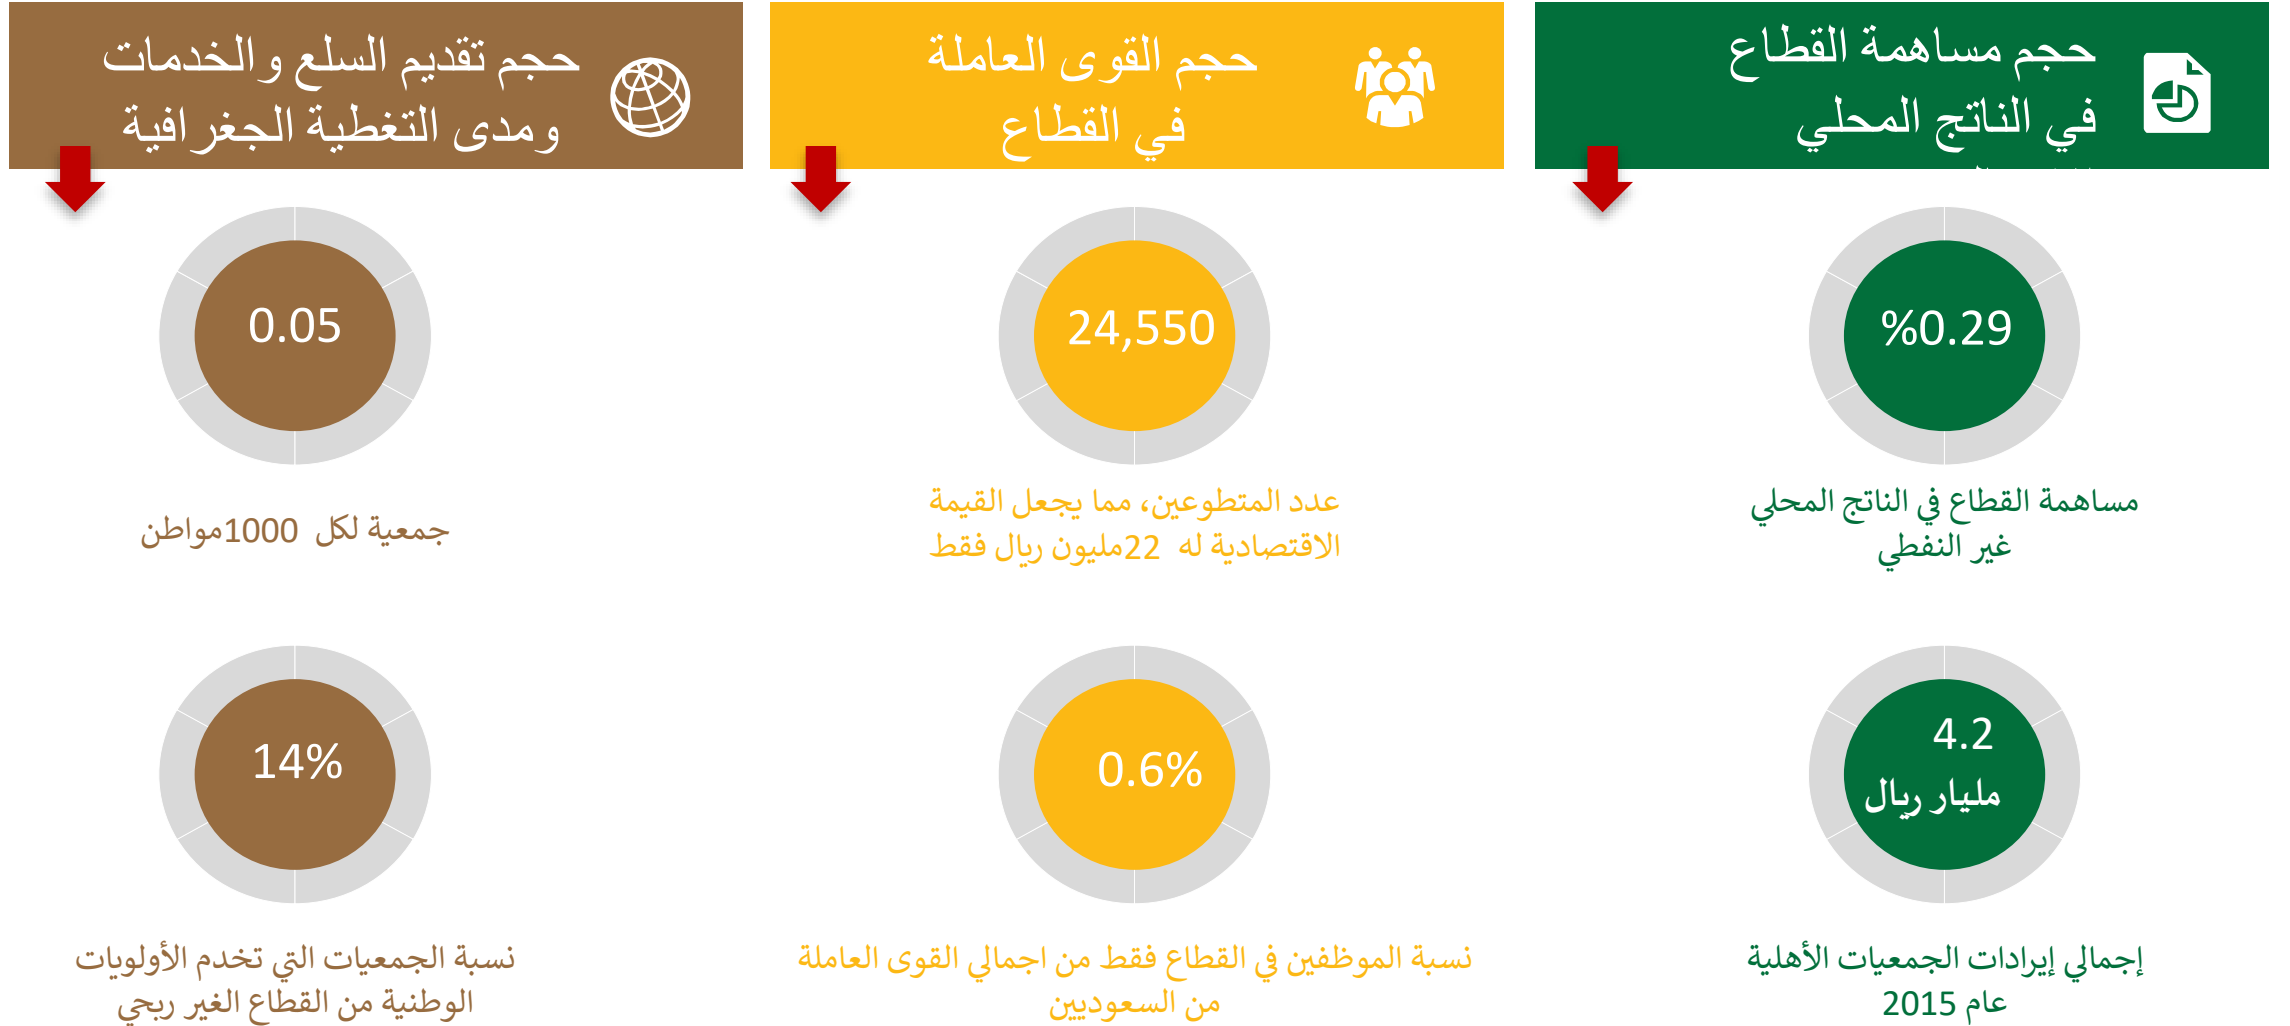 حجم مساهمة القطاع
في الناتج المحلي
%0.29
مساهمة القطاع في الناتج المحلي
غير النفطي
4.2
مليار ريال
إجمالي إيرادات الجمعيات الأهلية
عام 2015
حجم القوى العاملة
في القطاع
24,550
عدد المتطوعين، مما يجعل القيمة
الاقتصادية له 22مليون ريال فقط
0.6%
نسبة الموظفين في القطاع فقط من اجمالي القوى العاملة
من السعوديين
حجم تقديم السلع والخدمات
ومدى التغطية الجغرافية
0.05
جمعية لكل 1000مواطن
14%
نسبة الجمعيات التي تخدم الأولويات
الوطنية من القطاع الغير ربحي